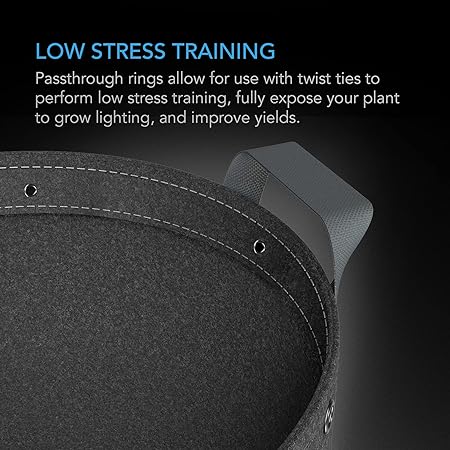 LOW STRESS TRAINING
Passthrough rings allow for use with twist ties to
perform low stress training, fully expose your plant
to grow lighting, and improve yields.